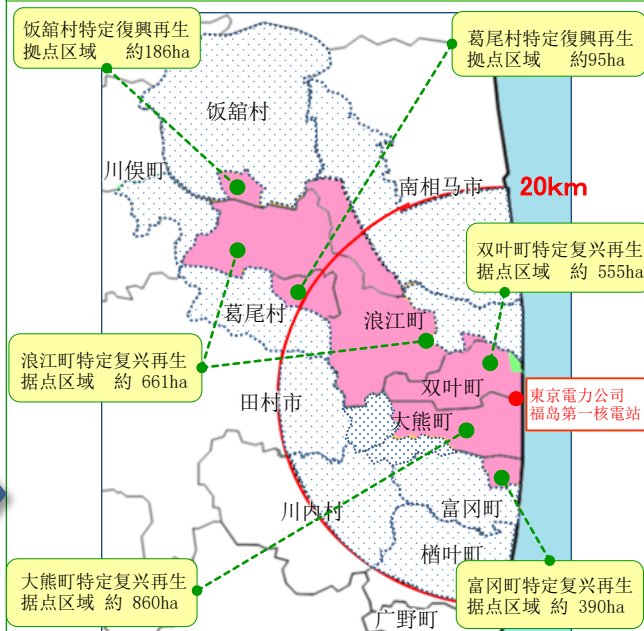 饭舘村特定復興再生
拠点区域 約186ha
葛尾村特定復興再生
拠点区域 約95ha
饭舘村
川俣町
南相马市
20km
双叶町特定复兴再生
据点区域 約 555ha
葛尾村
浪江町
浪江町特定复兴再生
据点区域 約 661ha
双叶町
東京電力公司
福岛第一核電站
田村市
大熊町
川内村
富冈町
楢叶町
大熊町特定复兴再生
据点区域 約 860ha
富冈町特定复兴再生
据点区域 約 390ha
广野町